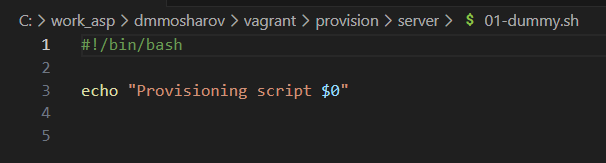 C: > work_asp > dmmosharov > vagrant > provision > server > $ 01-dummy.sh
1 #!/bin/bash
2
3 echo "Provisioning script $0"
4
5